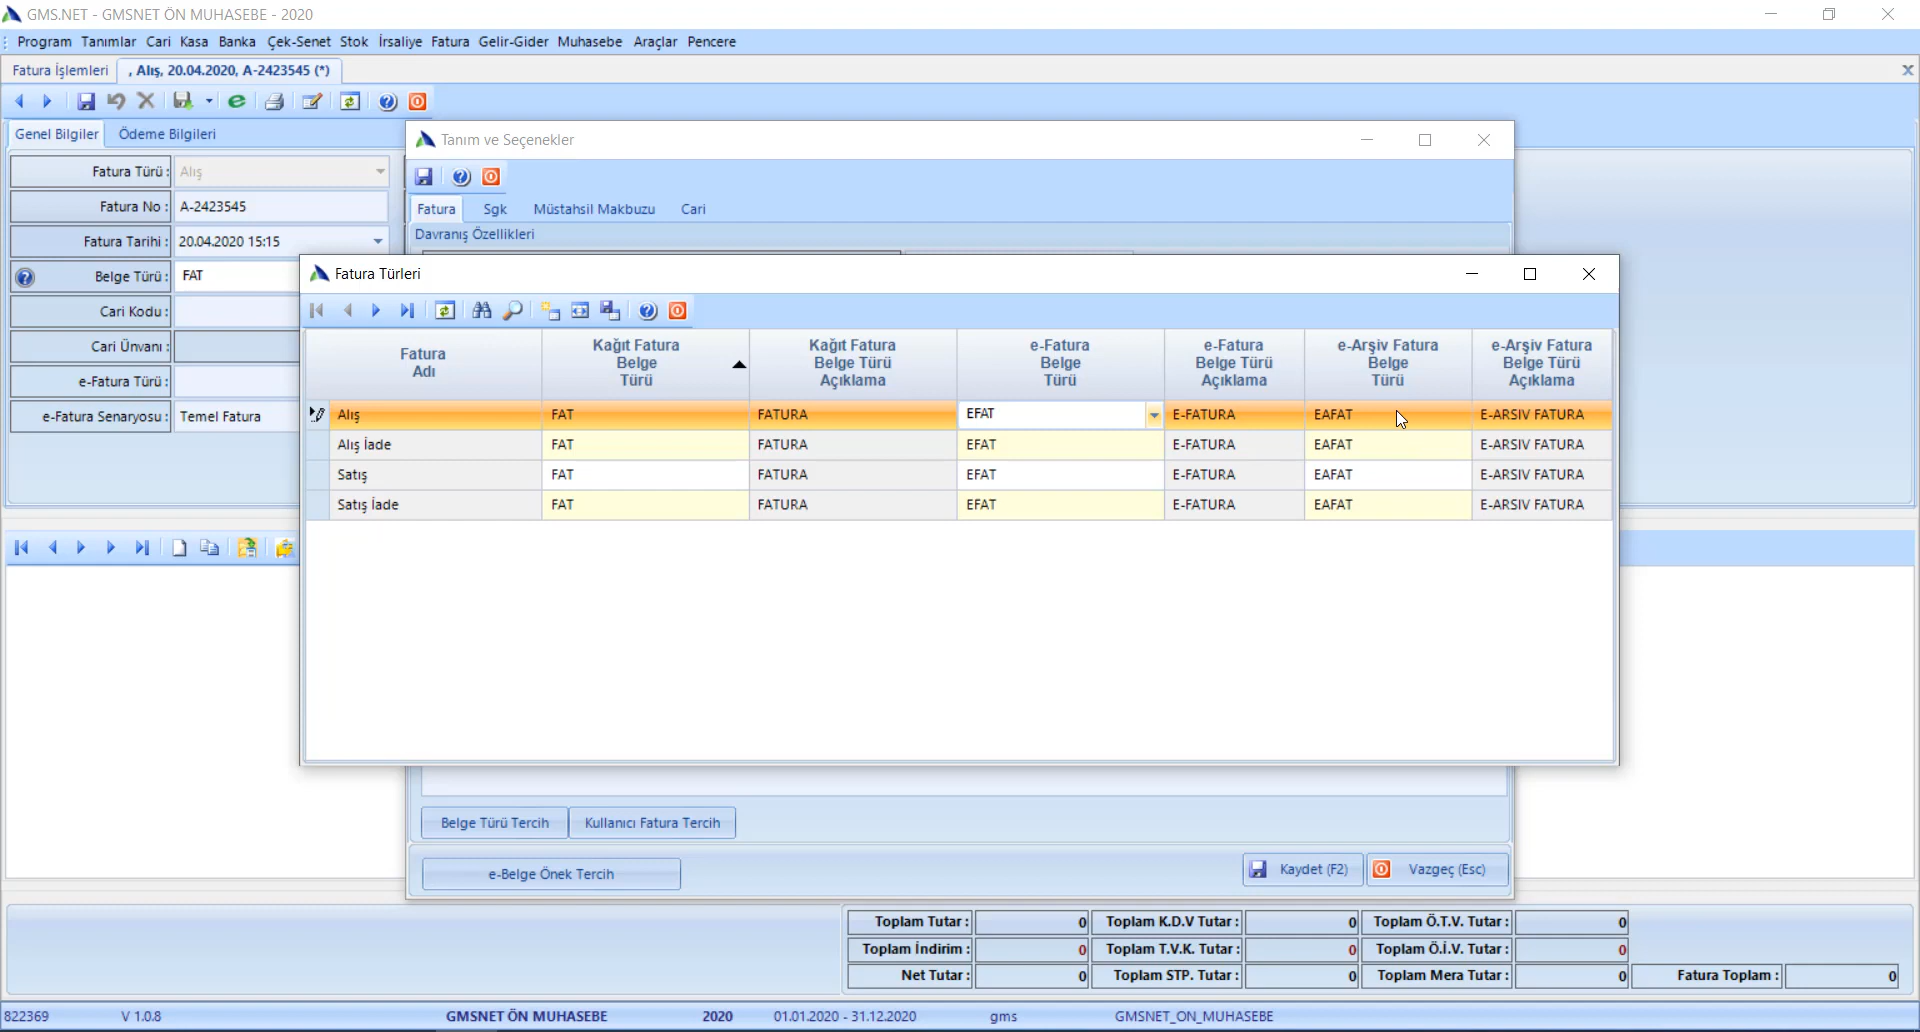 GMS.NET - GMSNET ÖN MUHASEBE - 2020
Program Tanımlar Cari Kasa Banka Çek-Senet Stok İrsaliye Fatura Gelir-Gider Muhasebe Araçlar Pencere
Fatura İşlemleri , Alış, 20.04.2020, A-2423545 (*)
Genel Bilgiler Ödeme Bilgileri
Fatura Türü : Alış
Fatura No : A-2423545
Fatura Tarihi : 20.04.2020 15:15
Belge Türü : FAT
Cari Kodu :
Cari Ünvanı :
e-Fatura Türü :
e-Fatura Senaryosu : Temel Fatura
Tanım ve Seçenekler
Fatura Sgk Müstahsil Makbuzu Cari
Davranış Özellikleri
Fatura Türleri
Fatura Adı Kağıt Fatura Belge Türü Kağıt Fatura Belge Türü Açıklama e-Fatura Belge Türü e-Fatura Belge Türü Açıklama e-Arşiv Fatura Belge Türü e-Arşiv Fatura Belge Türü Açıklama
Alış FAT FATURA EFAT E-FATURA EAFAT E-ARSIV FATURA
Alış İade FAT FATURA EFAT E-FATURA EAFAT E-ARSIV FATURA
Satış FAT FATURA EFAT E-FATURA EAFAT E-ARSIV FATURA
Satış İade FAT FATURA EFAT E-FATURA EAFAT E-ARSIV FATURA
Belge Türü Tercih Kullanıcı Fatura Tercih
e-Belge Önek Tercih Kaydet (F2) Vazgeç (Esc)
Toplam Tutar : 0 Toplam K.D.V Tutar : 0 Toplam Ö.T.V. Tutar : 0
Toplam İndirim : 0 Toplam T.V.K. Tutar : 0 Toplam Ö.İ.V. Tutar : 0
Net Tutar : 0 Toplam STP. Tutar : 0 Toplam Mera Tutar : 0 Fatura Toplam : 0
822369 V 1.0.8 GMSNET ÖN MUHASEBE 2020 01.01.2020 - 31.12.2020 gms GMSNET_ON_MUHASEBE